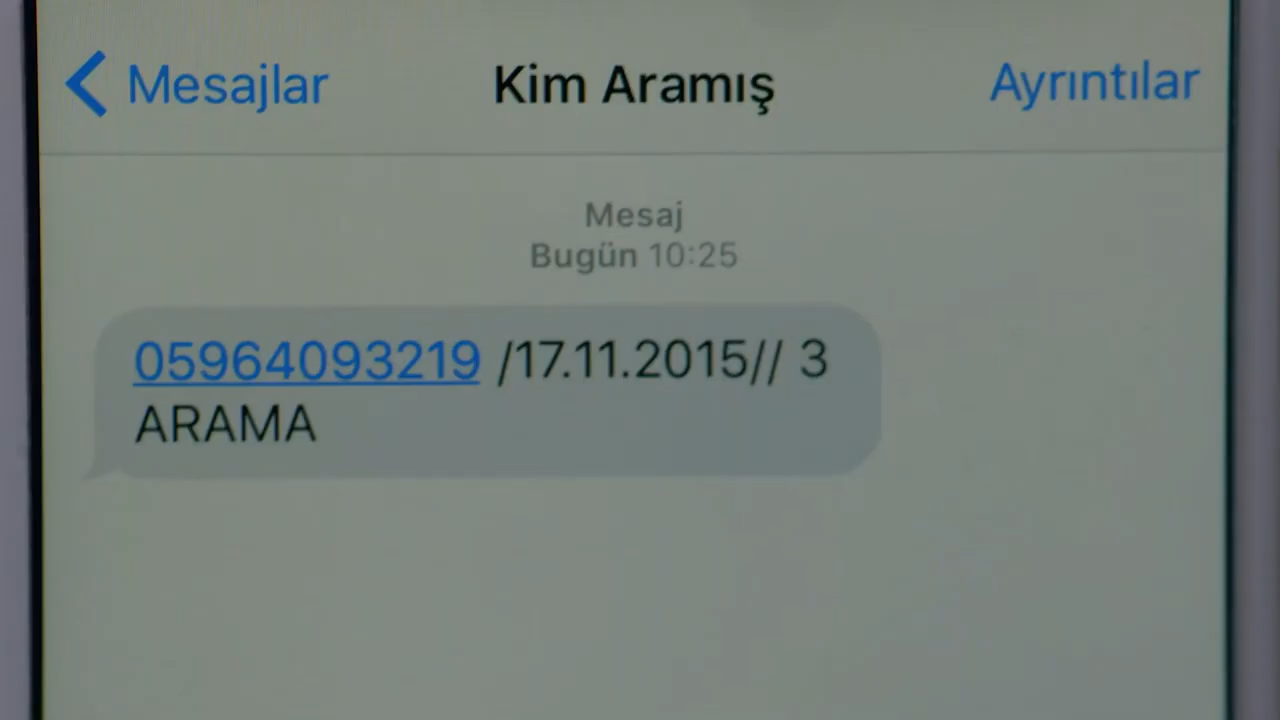 Mesajlar Kim Aramış Ayrıntılar
Mesaj
Bugün 10:25
05964093219 /17.11.2015// 3
ARAMA